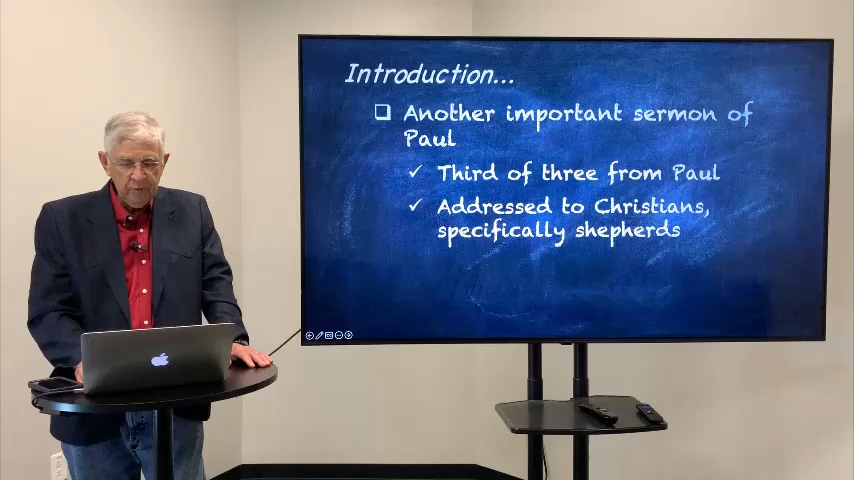 Introduction...
Another important sermon of
Paul
Third of three from Paul
Addressed to Christians,
specifically shepherds